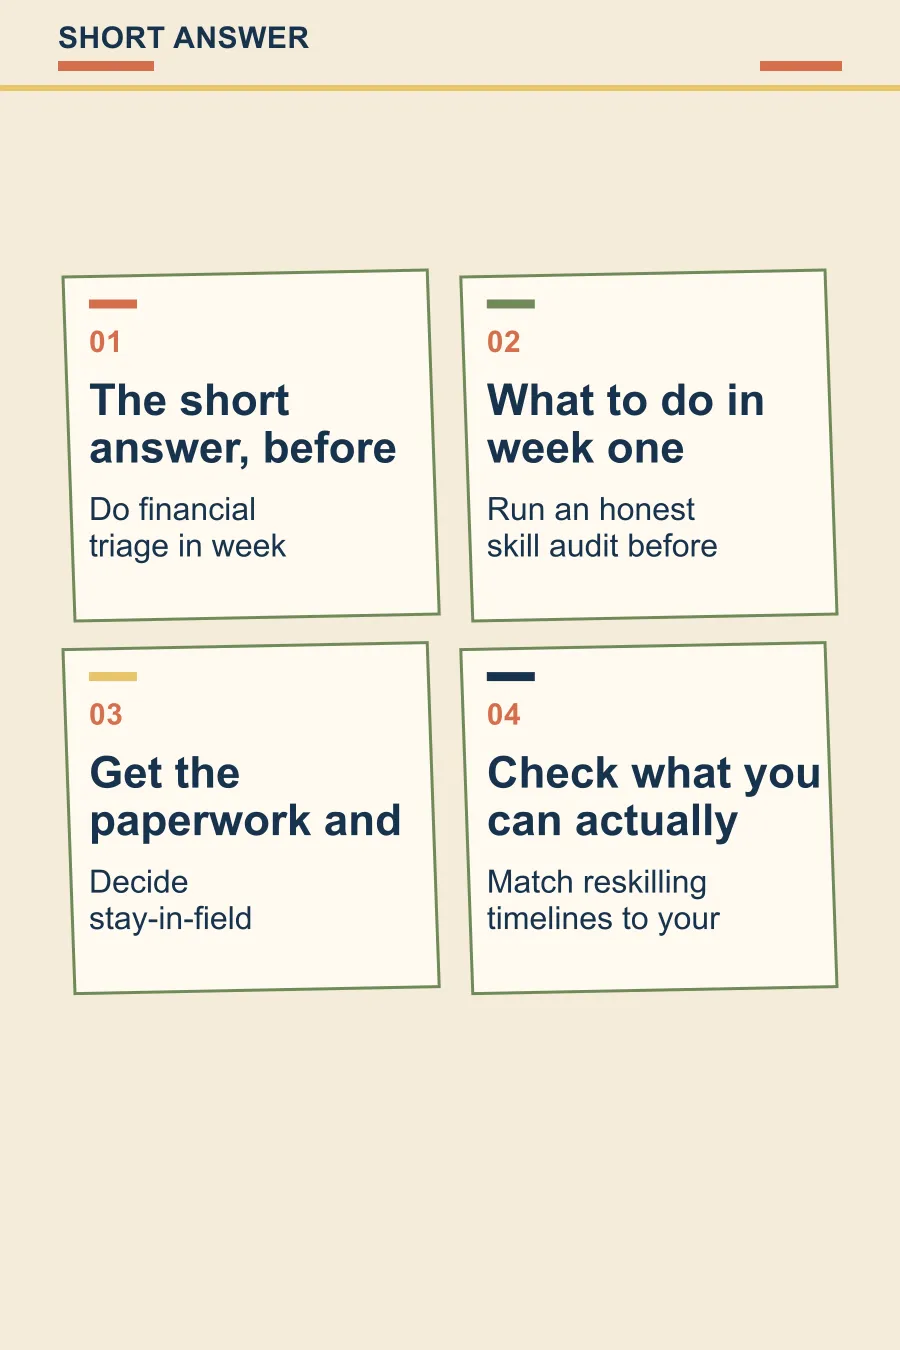 SHORT ANSWER
01
The short
answer, before
Do financial
triage in week
02
What to do in
week one
Run an honest
skill audit before
03
Get the
paperwork and
Decide
stay-in-field
04
Check what you
can actually
Match reskilling
timelines to your